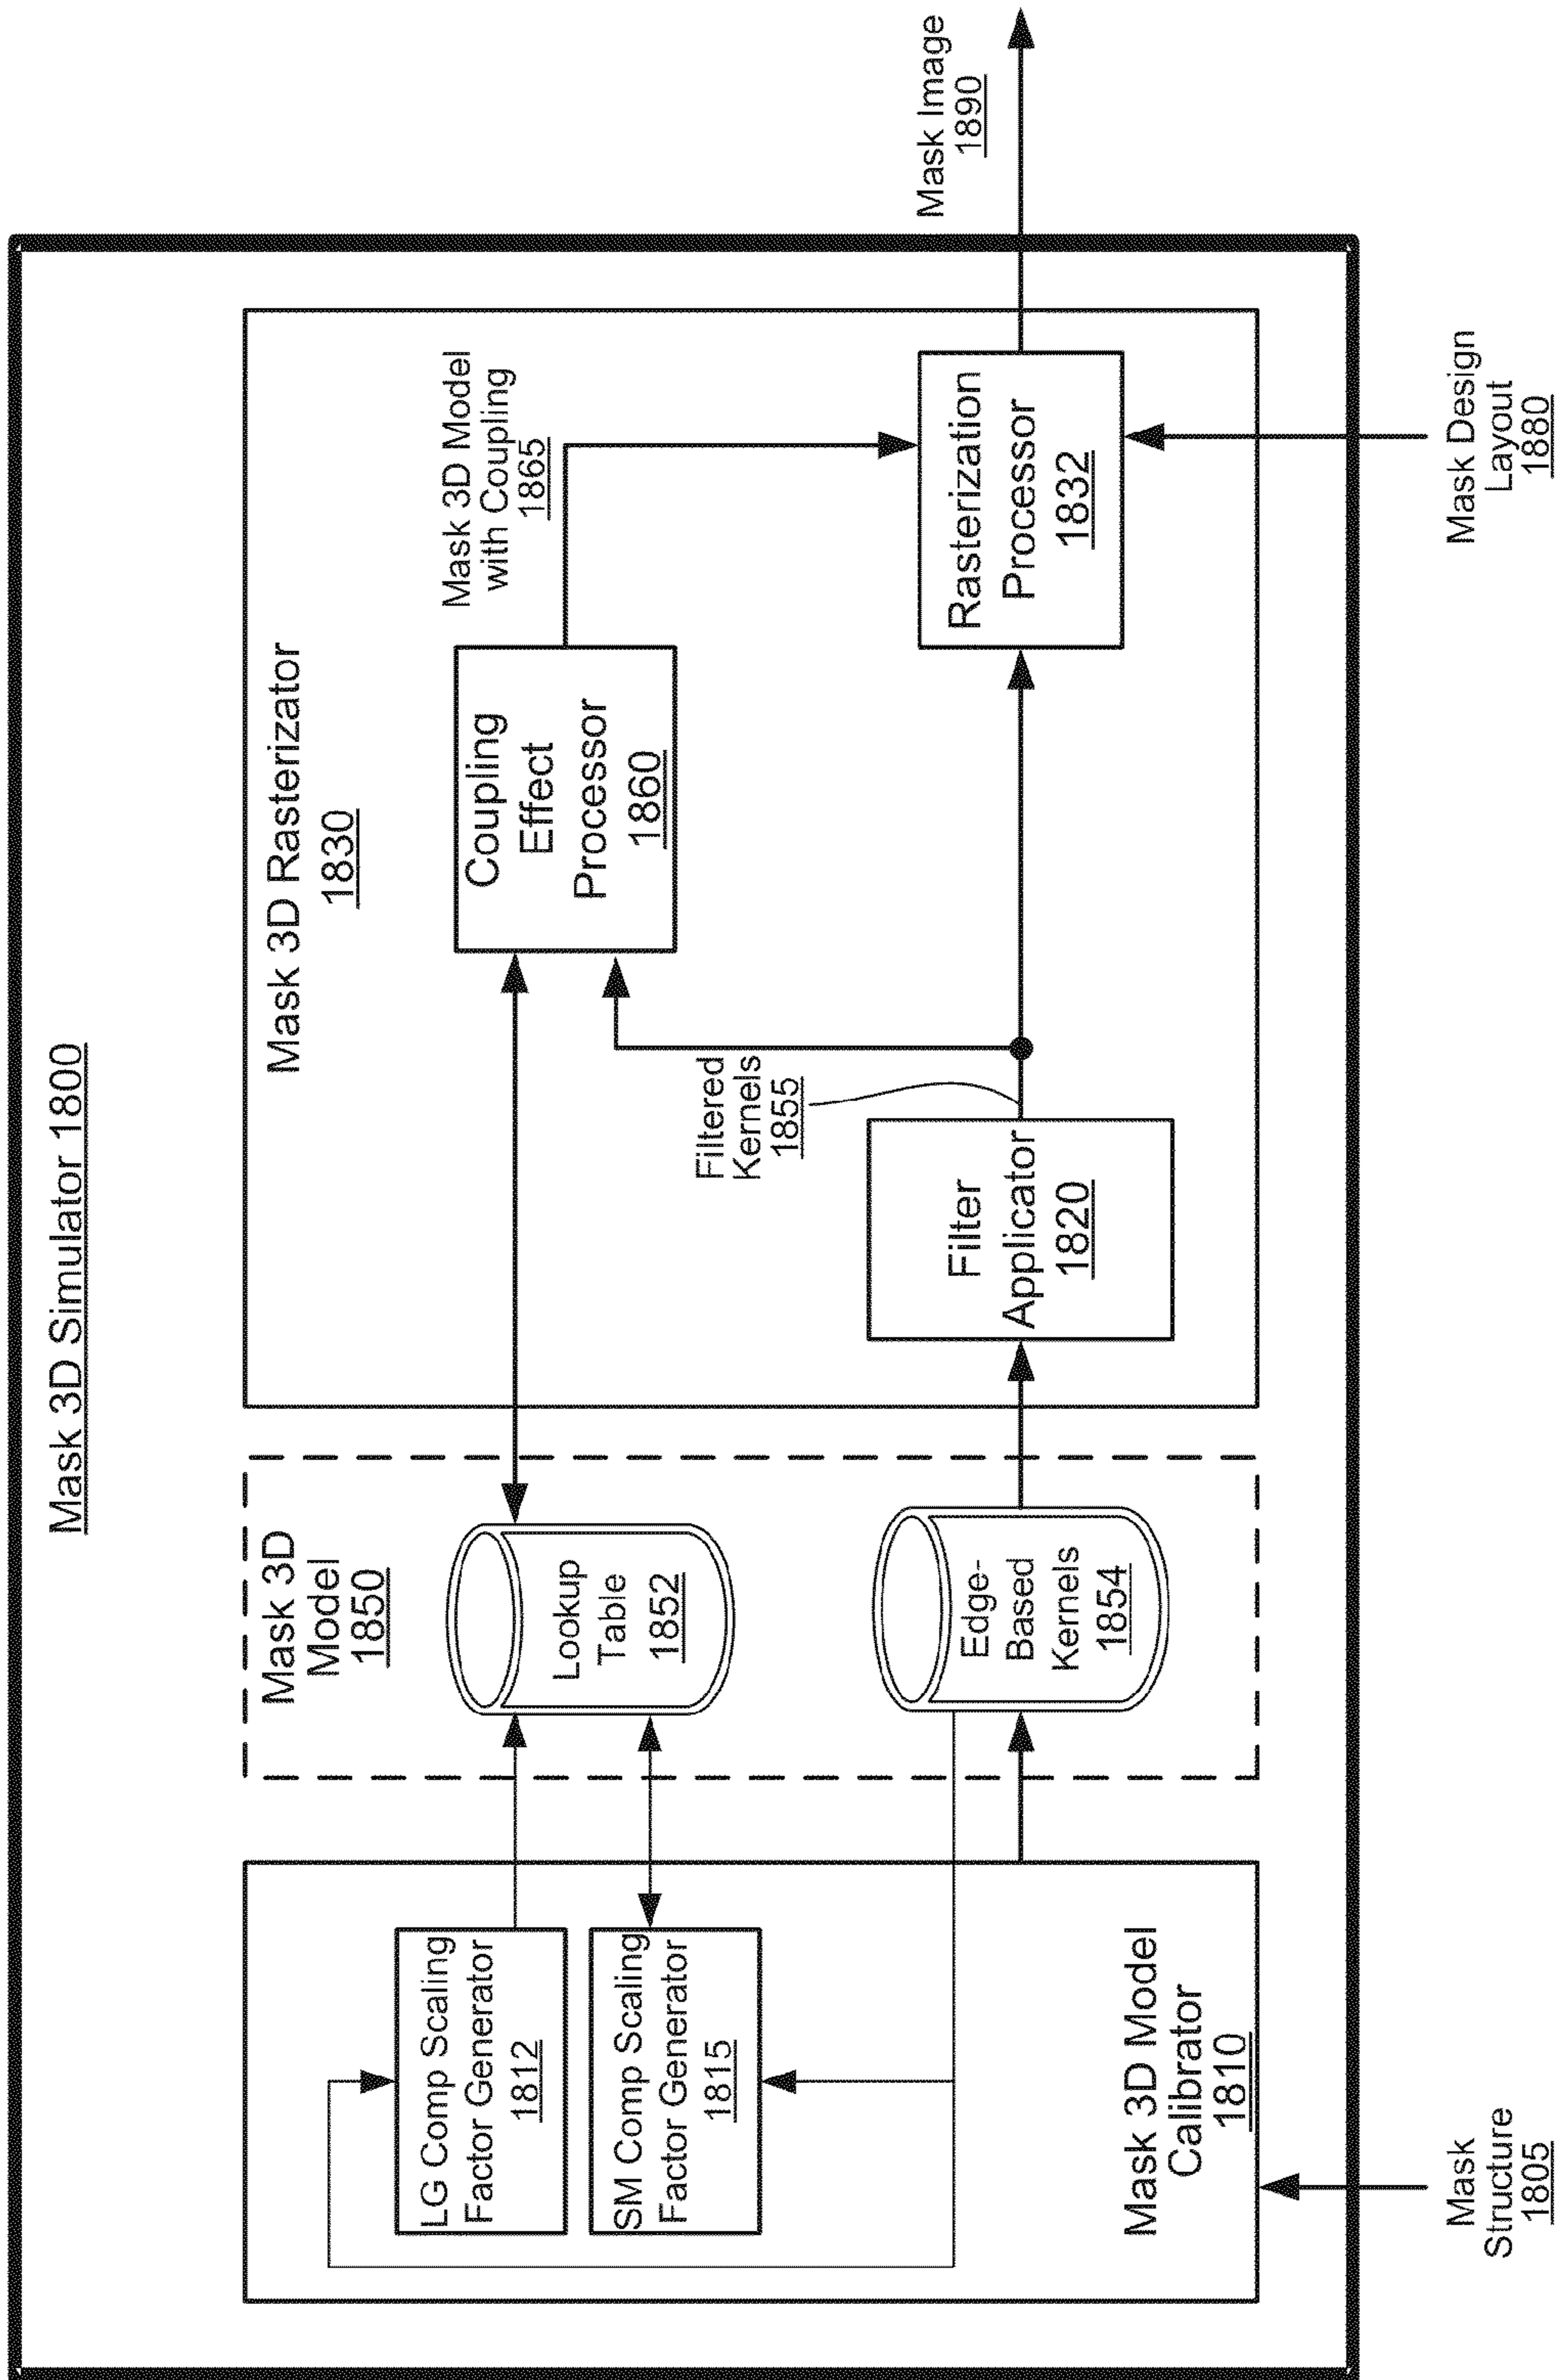 Mask 3D Simulator 1800
Mask 3D Model
Calibrator
1810
LG Comp Scaling
Factor Generator
1812
SM Comp Scaling
Factor Generator
1815
Mask
Structure
1805
Mask 3D
Model
1850
Lookup
Table
1852
Edge-
Based
Kernels
1854
Mask 3D Rasterizator
1830
Filter
Applicator
1820
Filtered
Kernels
1855
Coupling
Effect
Processor
1860
Mask 3D Model
with Coupling
1865
Rasterization
Processor
1832
Mask Design
Layout
1880
Mask Image
1890